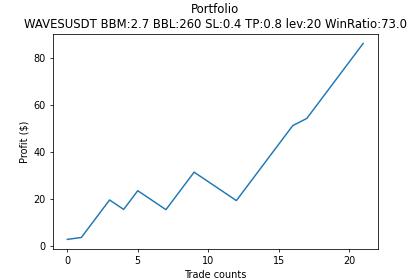 Portfolio
WAVESUSDT BBM:2.7 BBL:260 SL:0.4 TP:0.8 lev:20 WinRatio:73.0
80
60
40
20
0
Profit ($)
0 5 10 15 20
Trade counts